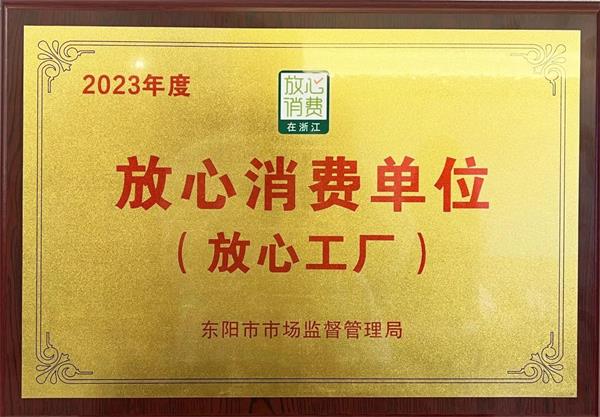 2023年度
放心
消费
在浙江
放心消费单位
（放心工厂）
东阳市市场监督管理局